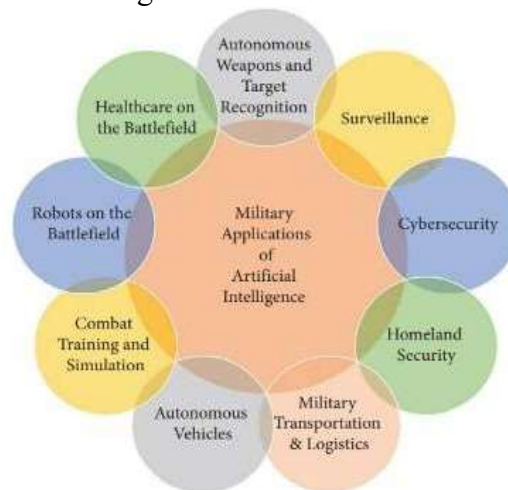 Autonomous
Weapons and
Target
Recognition
Surveillance
Cybersecurity
Homeland
Security
Military
Transportation
& Logistics
Autonomous
Vehicles
Combat
Training and
Simulation
Robots on the
Battlefield
Healthcare on
the Battlefield
Military
Applications
of
Artificial
Intelligence